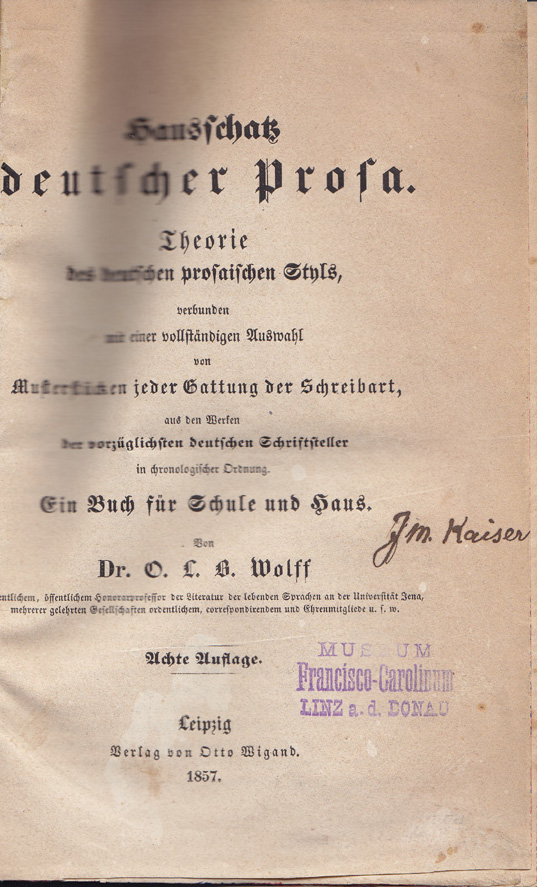 Hausschatz
deutscher Prosa.
Theorie
des deutschen prosaischen Styls,
verbunden
mit einer vollständigen Auswahl
von
Musterstücken jeder Gattung der Schreibart,
aus den Werken
der vorzüglichsten deutschen Schriftsteller
in chronologischer Ordnung.
Ein Buch für Schule und Haus.
Jm. Kaiser
Von
Dr. O. L. B. Wolff
entlichem, öffentlichem Honorarprofessor der Literatur der lebenden Sprachen an der Universität Jena,
mehrerer gelehrten Gesellschaften ordentlichem, correspondirendem und Ehrenmitgliede u. s. w.
Achte Auflage.
MUSEUM
Francisco-Carolinum
LINZ a. d. DONAU
Leipzig
Verlag von Otto Wigand.
1857.